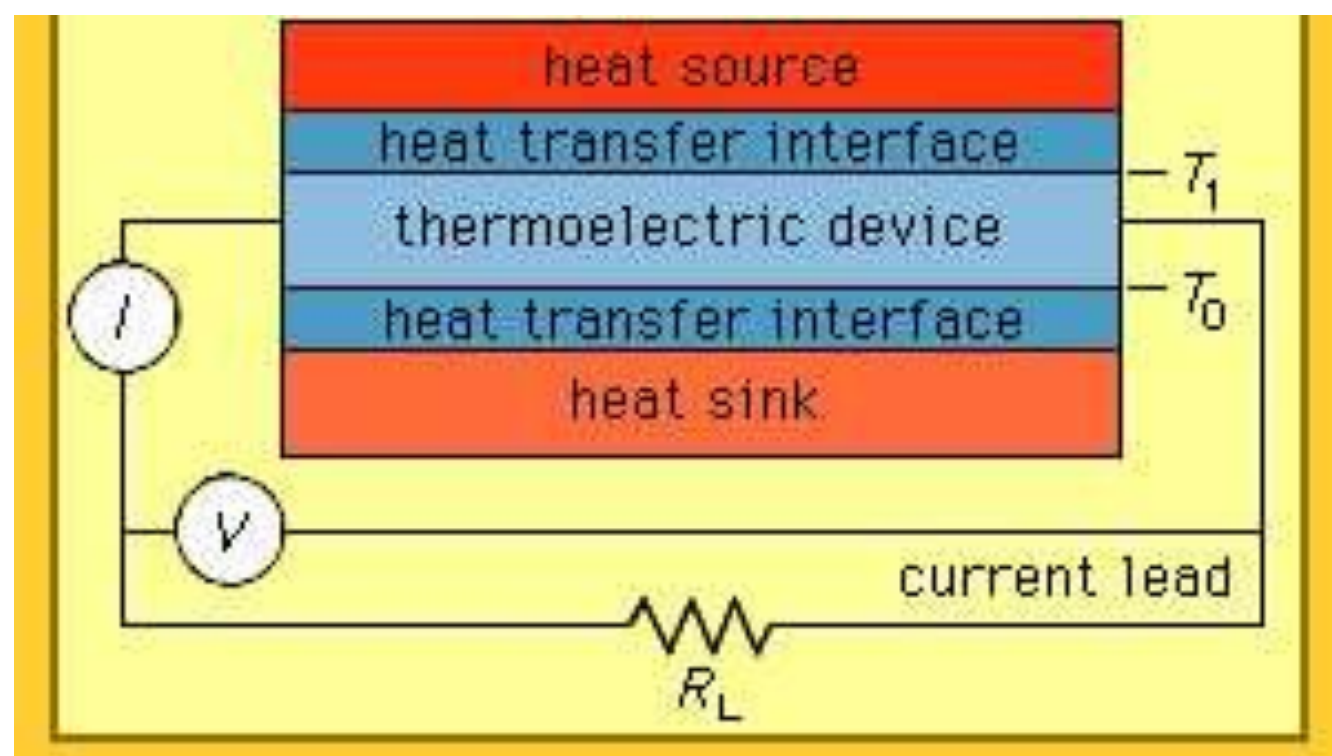 heat source
heat transfer interface
T1
thermoelectric device
T0
heat transfer interface
heat sink
I
V
current lead
RL